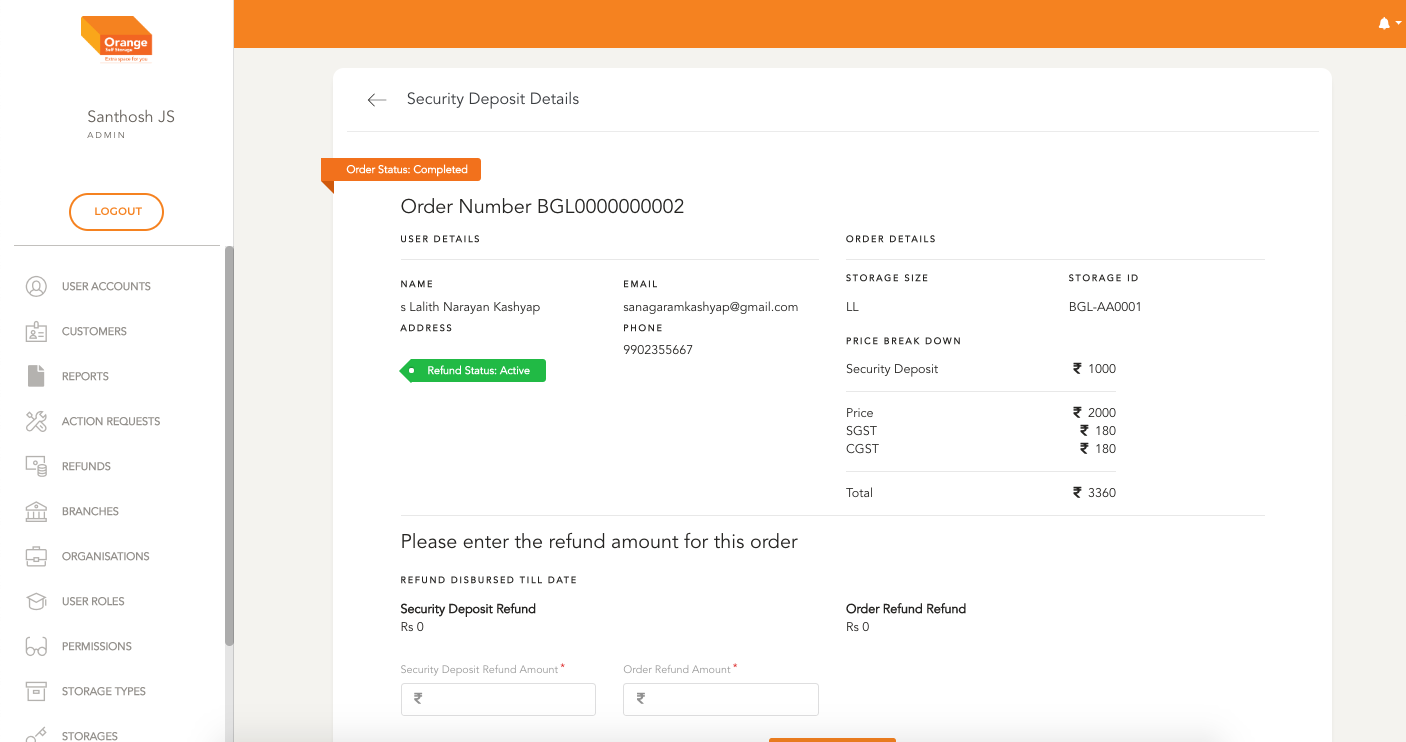 Orange
Self Storage
Extra space for you
Santhosh JS
ADMIN
LOGOUT
USER ACCOUNTS
CUSTOMERS
REPORTS
ACTION REQUESTS
REFUNDS
BRANCHES
ORGANISATIONS
USER ROLES
PERMISSIONS
STORAGE TYPES
STORAGES
Security Deposit Details
Order Status: Completed
Order Number BGL0000000002
USER DETAILS
NAME EMAIL
s Lalith Narayan Kashyap sanagaramkashyap@gmail.com
ADDRESS PHONE
9902355667
Refund Status: Active
ORDER DETAILS
STORAGE SIZE STORAGE ID
LL BGL-AA0001
PRICE BREAK DOWN
Security Deposit ₹ 1000
Price ₹ 2000
SGST ₹ 180
CGST ₹ 180
Total ₹ 3360
Please enter the refund amount for this order
REFUND DISBURSED TILL DATE
Security Deposit Refund Order Refund Refund
Rs 0 Rs 0
Security Deposit Refund Amount * Order Refund Amount *
₹ ₹